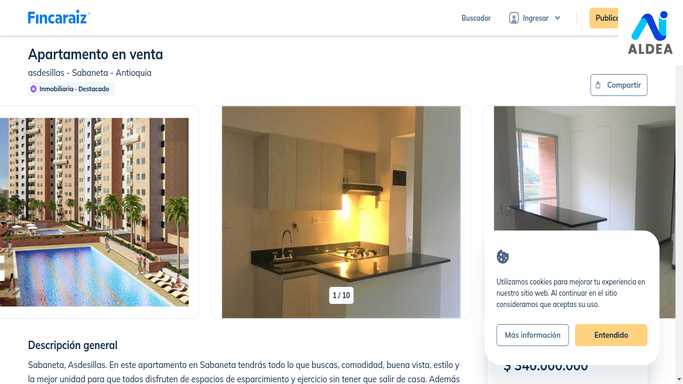 Fincaraiz
Buscador
Ingresar
Public
ALDEA
Apartamento en venta
asdesillas - Sabaneta - Antioquia
Inmobiliaria · Destacado
Compartir
1 / 10
Utilizamos cookies para mejorar tu experiencia en
nuestro sitio web. Al continuar en el sitio
consideramos que aceptas su uso.
Más información
Entendido
$ 340.000.000
Descripción general
Sabaneta, Asdesillas. En este apartamento en Sabaneta tendrás todo lo que buscas, comodidad, buena vista, estilo y
la mejor unidad para que todos disfruten de espacios de esparcimiento y ejercicio sin tener que salir de casa. Además